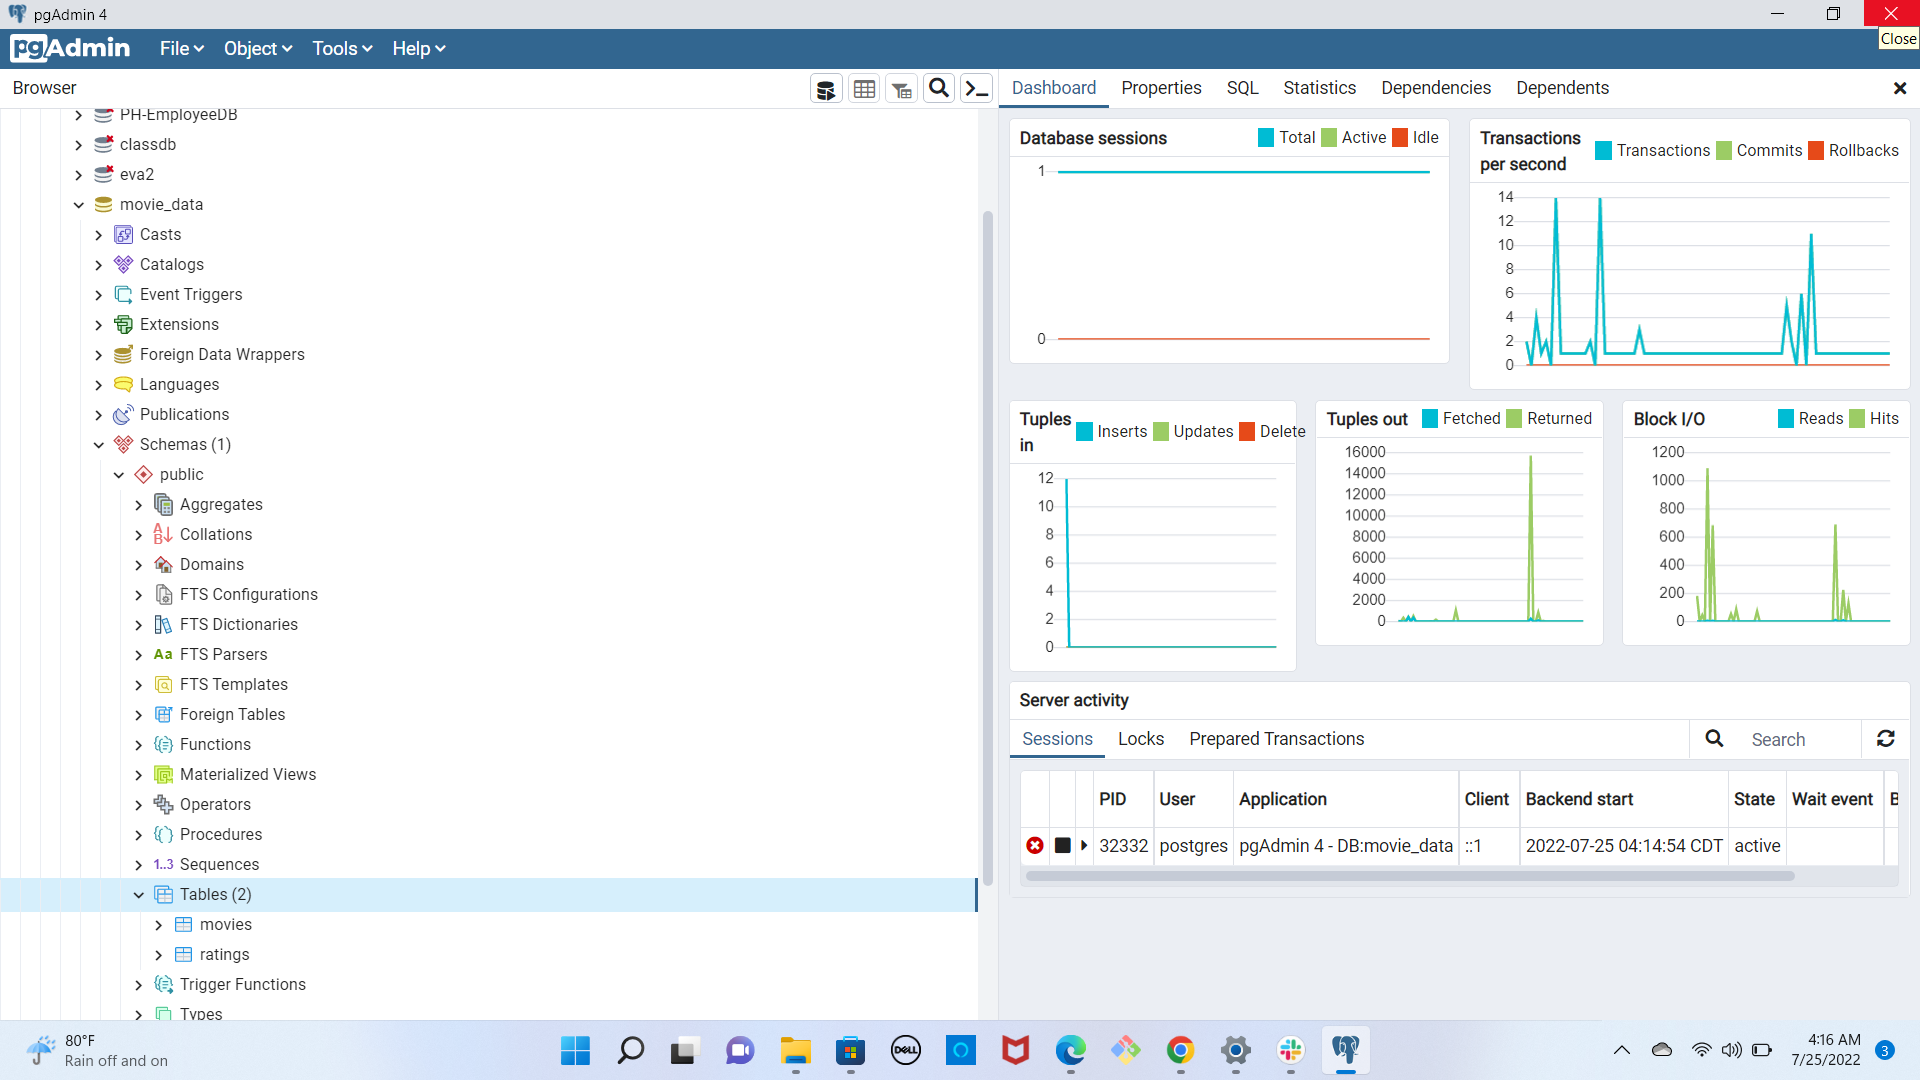 pgAdmin 4
Close
pgAdmin File Object Tools Help
Browser
Dashboard Properties SQL Statistics Dependencies Dependents
PH-EmployeeDB
classdb
eva2
movie_data
Casts
Catalogs
Event Triggers
Extensions
Foreign Data Wrappers
Languages
Publications
Schemas (1)
public
Aggregates
Collations
Domains
FTS Configurations
FTS Dictionaries
Aa FTS Parsers
FTS Templates
Foreign Tables
Functions
Materialized Views
Operators
Procedures
1..3 Sequences
Tables (2)
movies
ratings
Trigger Functions
Types
Database sessions Total Active Idle
1
0
Transactions per second Transactions Commits Rollbacks
14
12
10
8
6
4
2
0
Tuples in Inserts Updates Delete
12
10
8
6
4
2
0
Tuples out Fetched Returned
16000
14000
12000
10000
8000
6000
4000
2000
0
Block I/O Reads Hits
1200
1000
800
600
400
200
0
Server activity
Sessions Locks Prepared Transactions Search
PID User Application Client Backend start State Wait event B
32332 postgres pgAdmin 4 - DB:movie_data ::1 2022-07-25 04:14:54 CDT active
80°F
Rain off and on
DELL
4:16 AM
7/25/2022
3